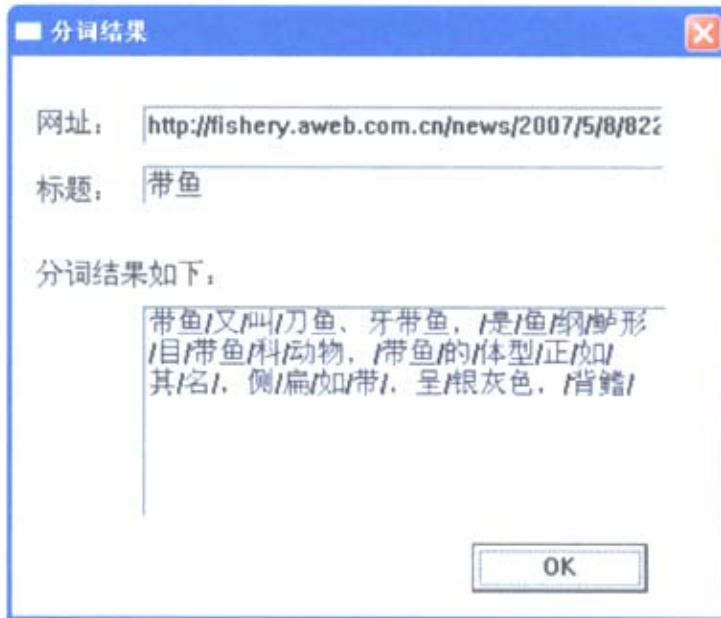 分词结果
网址： http://fishery.aweb.com.cn/news/2007/5/8/822
标题： 带鱼
分词结果如下：
带鱼/又/叫/刀鱼、牙带鱼，/是/鱼/纲/鲈形
/目/带鱼/科/动物，/带鱼/的/体型/正/如/
其/名/，侧/扁/如/带/，呈/银灰色，/背鳍/
OK